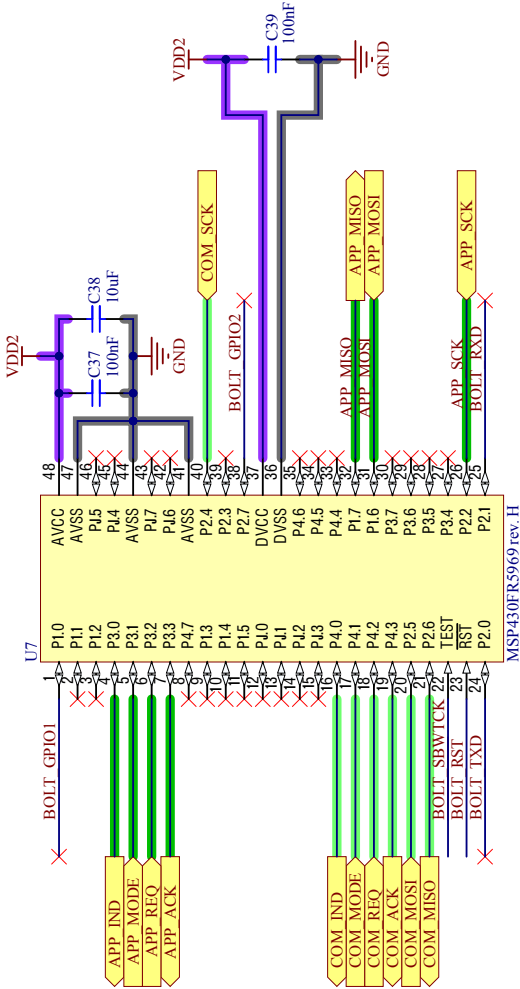 VDD2
C39
100nF
GND
VDD2
C38
10uF
C37
100nF
GND
COM_SCK
BOLT_GPIO2
APP_MISO
APP_MOSI
APP_SCK
APP_MISO
APP_MOSI
APP_SCK
BOLT_RXD
48
47
46
45
44
43
42
41
40
39
38
37
36
35
34
33
32
31
30
29
28
27
26
25
AVCC
AVSS
PJ.5
PJ.4
AVSS
PJ.7
PJ.6
AVSS
P2.4
P2.3
P2.7
DVCC
DVSS
P4.6
P4.5
P4.4
P1.7
P1.6
P3.7
P3.6
P3.5
P3.4
P2.2
P2.1
U7
MSP430FR5969 rev. H
P1.0
P1.1
P1.2
P3.0
P3.1
P3.2
P3.3
P4.7
P1.3
P1.4
P1.5
PJ.0
PJ.1
PJ.2
PJ.3
P4.0
P4.1
P4.2
P4.3
P2.5
P2.6
TEST
RST
P2.0
1
2
3
4
5
6
7
8
9
10
11
12
13
14
15
16
17
18
19
20
21
22
23
24
BOLT_GPIO1
BOLT_SBWTCK
BOLT_RST
BOLT_TXD
APP_IND
APP_MODE
APP_REQ
APP_ACK
COM_IND
COM_MODE
COM_REQ
COM_ACK
COM_MOSI
COM_MISO